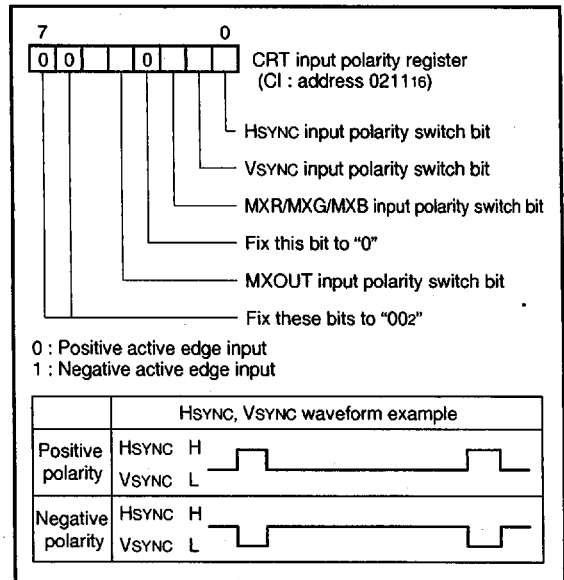 7 0
0 0 0 CRT input polarity register
(CI : address 021116)
HSYNC input polarity switch bit
VSYNC input polarity switch bit
MXR/MXG/MXB input polarity switch bit
Fix this bit to “0”
MXOUT input polarity switch bit
Fix these bits to “002”
0 : Positive active edge input
1 : Negative active edge input
HSYNC, VSYNC waveform example
Positive polarity HSYNC H
VSYNC L
Negative polarity HSYNC H
VSYNC L